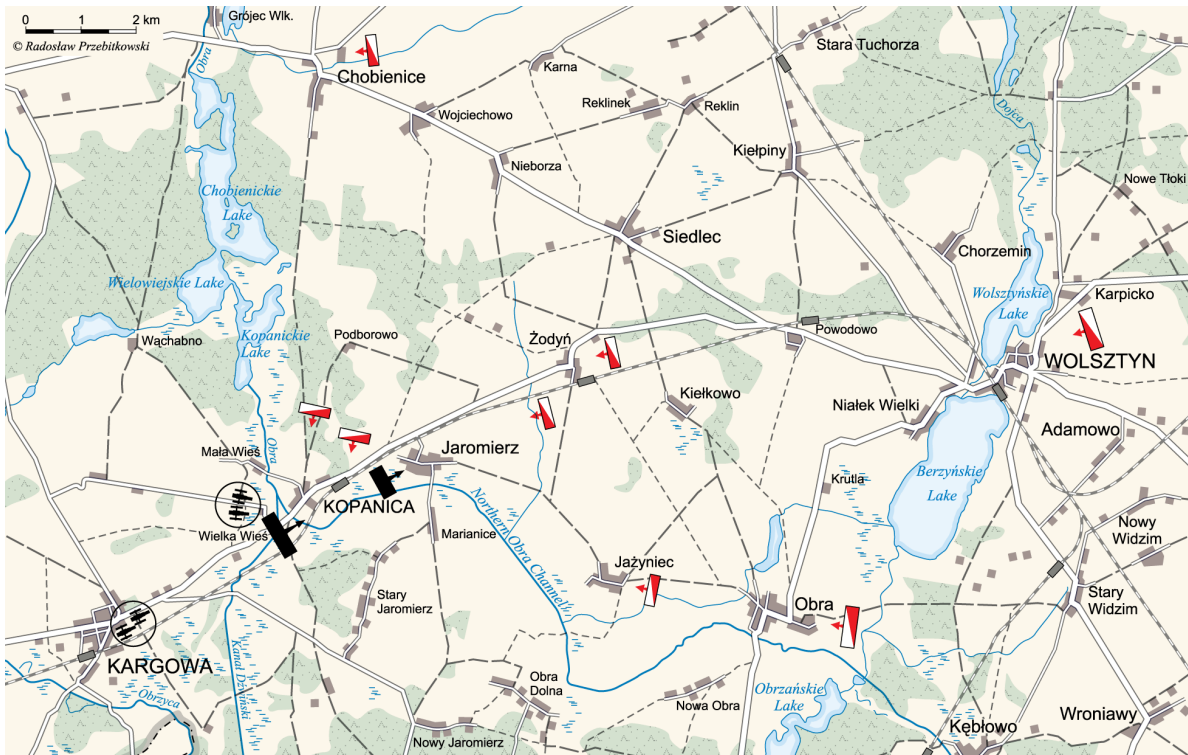 0 1 2 km
© Radosław Przebitkowski
Grójec Wlk.
Obra
Chobienice
Karna
Stara Tuchorza
Reklinek
Reklin
Wojciechowo
Dojca
Kiełpiny
Nieborza
Nowe Tłoki
Chobienickie
Lake
Siedlec
Chorzemin
Wielowiejskie Lake
Wolsztyńskie
Lake
Karpicko
Kopanickie
Lake
Podborowo
Wąchabno
Żodyń
Powodowo
WOLSZTYN
Kiełkowo
Niałek Wielki
Adamowo
Obra
Mała Wieś
Jaromierz
Berzyńskie
Lake
Krutla
KOPANICA
Wielka Wieś
Northern Obra Channel
Marianice
Nowy
Widzim
Jażyniec
Stary
Jaromierz
Obra
Stary
Widzim
KARGOWA
Kanał Dźwiński
Obrzyca
Obra
Dolna
Obrzańskie
Lake
Nowa Obra
Nowy Jaromierz
Kębłowo
Wroniawy